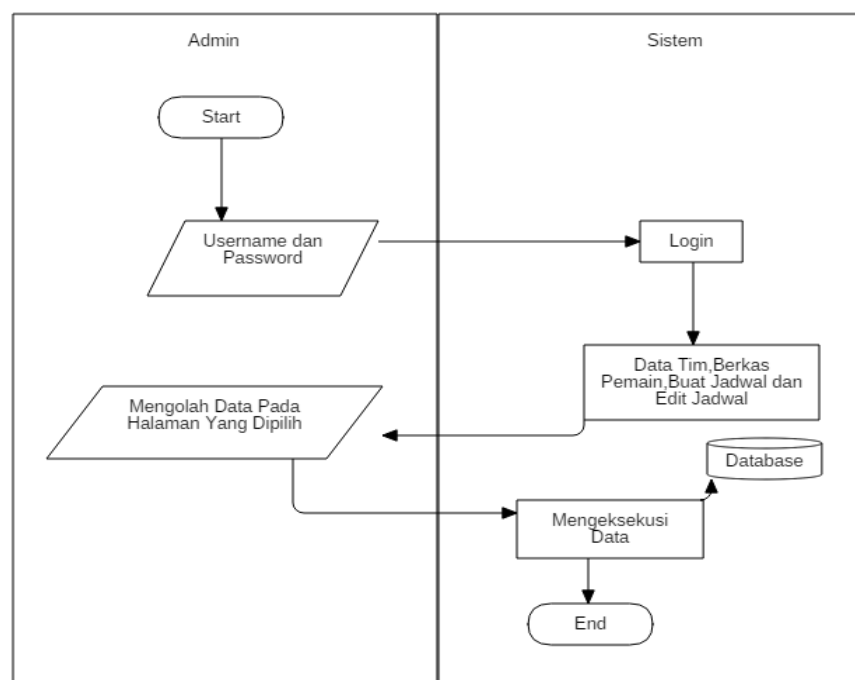 Admin
Sistem
Start
Username dan
Password
Login
Data Tim,Berkas
Pemain,Buat Jadwal dan
Edit Jadwal
Mengolah Data Pada
Halaman Yang Dipilih
Database
Mengeksekusi
Data
End